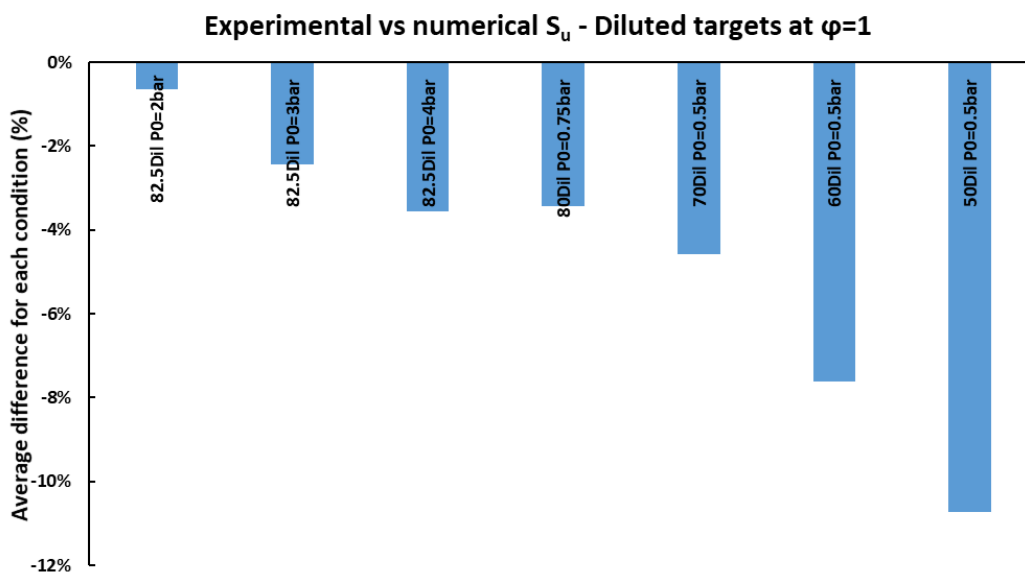 Experimental vs numerical Su - Diluted targets at φ=1
Average difference for each condition (%)
0%
-2%
-4%
-6%
-8%
-10%
-12%
82.5Dil P0=2bar
82.5Dil P0=3bar
82.5Dil P0=4bar
80Dil P0=0.75bar
70Dil P0=0.5bar
60Dil P0=0.5bar
50Dil P0=0.5bar